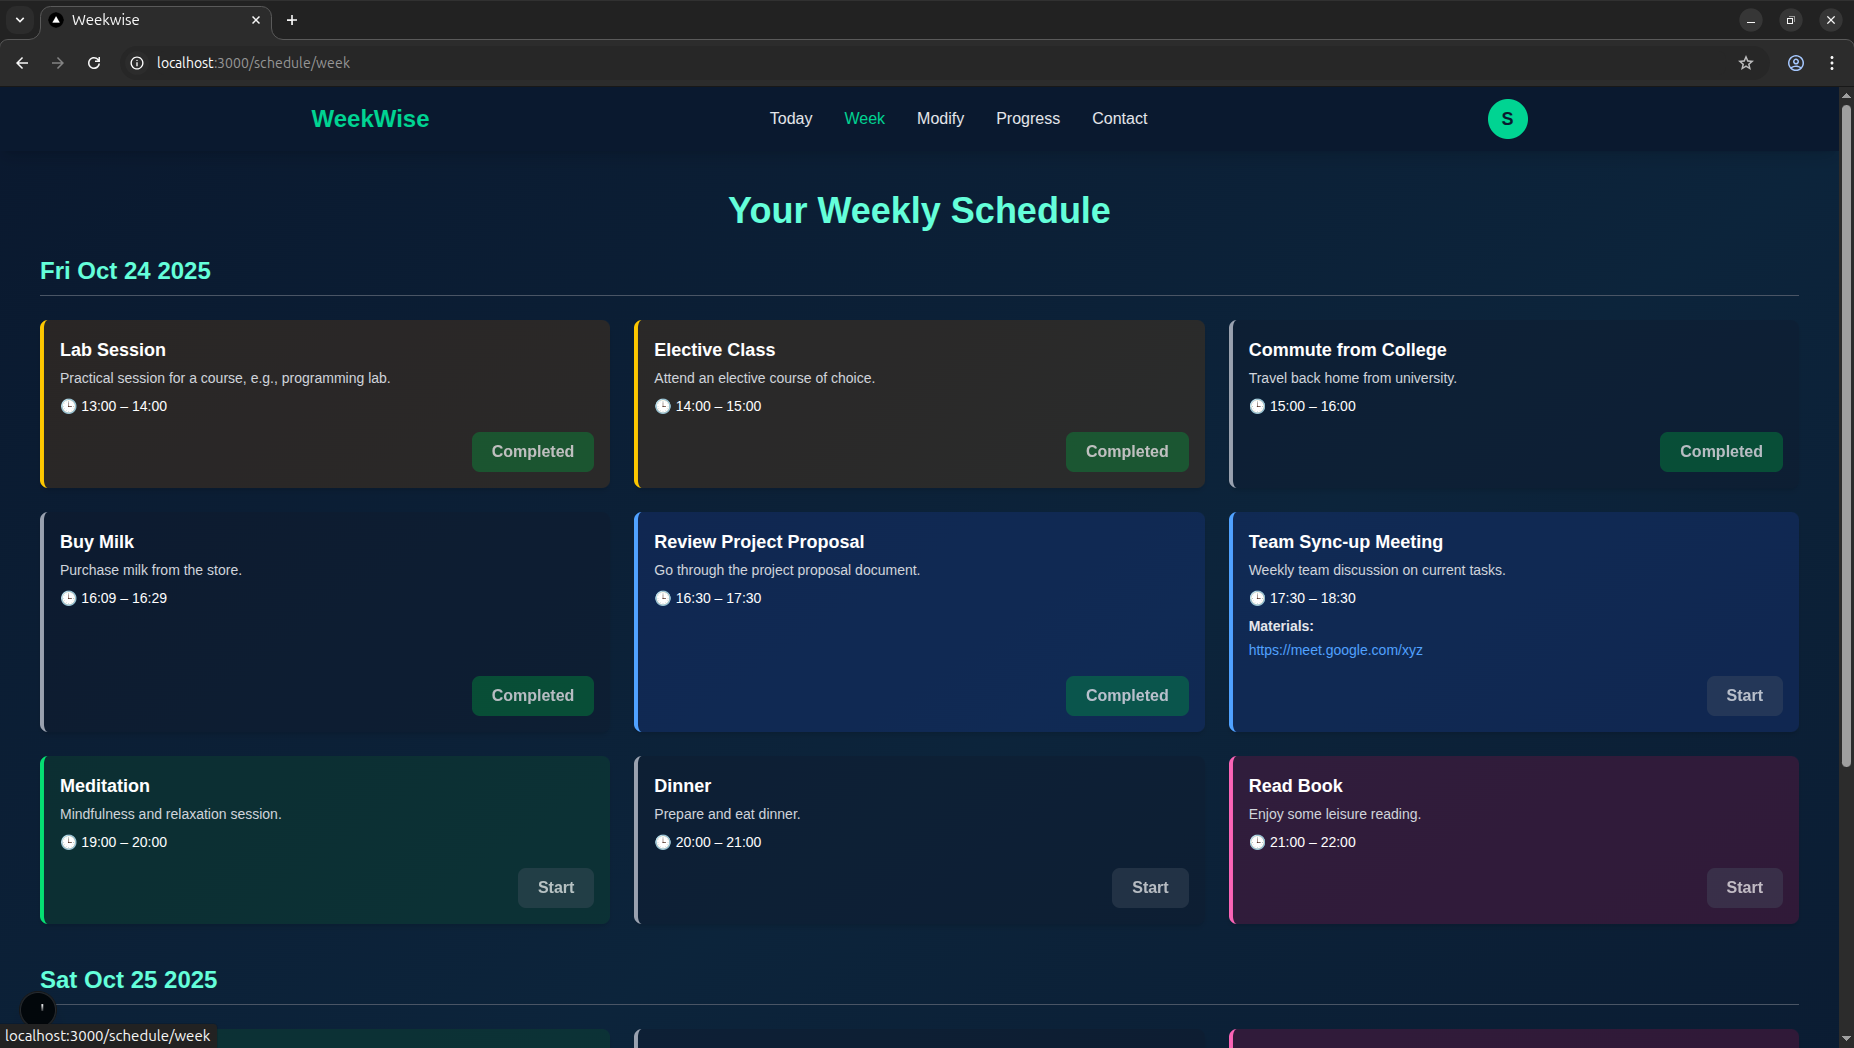 Weekwise
localhost:3000/schedule/week
WeekWise
Today Week Modify Progress Contact
S
Your Weekly Schedule
Fri Oct 24 2025
Lab Session
Practical session for a course, e.g., programming lab.
13:00 – 14:00
Completed
Elective Class
Attend an elective course of choice.
14:00 – 15:00
Completed
Commute from College
Travel back home from university.
15:00 – 16:00
Completed
Buy Milk
Purchase milk from the store.
16:09 – 16:29
Completed
Review Project Proposal
Go through the project proposal document.
16:30 – 17:30
Completed
Team Sync-up Meeting
Weekly team discussion on current tasks.
17:30 – 18:30
Materials:
https://meet.google.com/xyz
Start
Meditation
Mindfulness and relaxation session.
19:00 – 20:00
Start
Dinner
Prepare and eat dinner.
20:00 – 21:00
Start
Read Book
Enjoy some leisure reading.
21:00 – 22:00
Start
Sat Oct 25 2025
localhost:3000/schedule/week